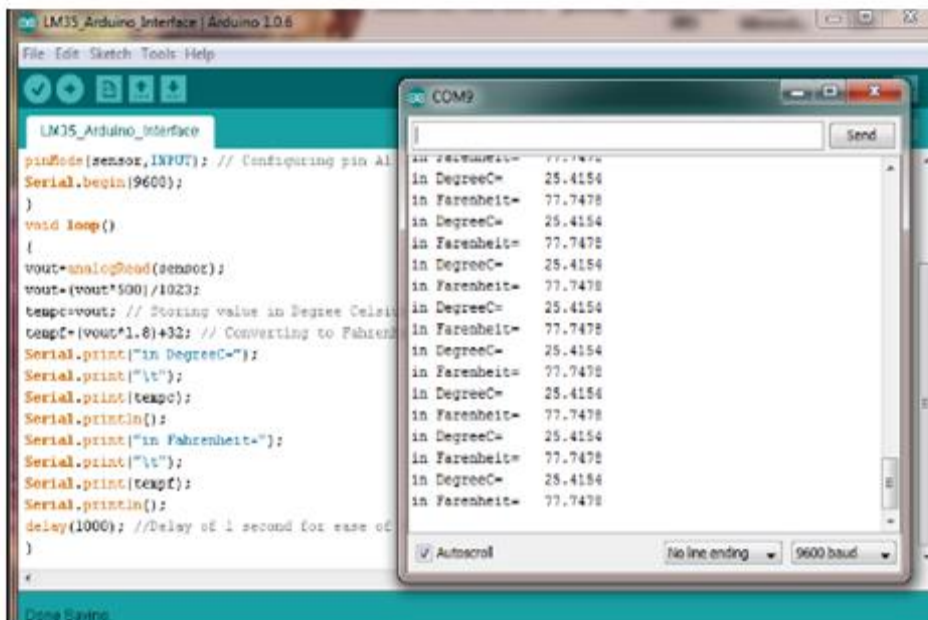 LM35_Arduino_Interface | Arduino 1.0.6
File Edit Sketch Tools Help
LM35_Arduino_Interface
pinMode(sensor,INPUT); // Configuring pin A1
Serial.begin(9600);
}
void loop()
{
vout=analogRead(sensor);
vout=(vout*500)/1023;
tempc=vout; // Storing value in Degree Celsiu
tempf=(vout*1.8)+32; // Converting to Fahrenh
Serial.print("in DegreeC=");
Serial.print("\t");
Serial.print(tempc);
Serial.println();
Serial.print("in Fahrenheit=");
Serial.print("\t");
Serial.print(tempf);
Serial.println();
delay(1000); //Delay of 1 second for ease of
}
Done Saving
COM9
Send
in Farenheit= 77.7478
in DegreeC= 25.4154
in Farenheit= 77.7478
in DegreeC= 25.4154
in Farenheit= 77.7478
in DegreeC= 25.4154
in Farenheit= 77.7478
in DegreeC= 25.4154
in Farenheit= 77.7478
in DegreeC= 25.4154
in Farenheit= 77.7478
in DegreeC= 25.4154
in Farenheit= 77.7478
in DegreeC= 25.4154
in Farenheit= 77.7478
in DegreeC= 25.4154
in Farenheit= 77.7478
Autoscroll
No line ending
9600 baud